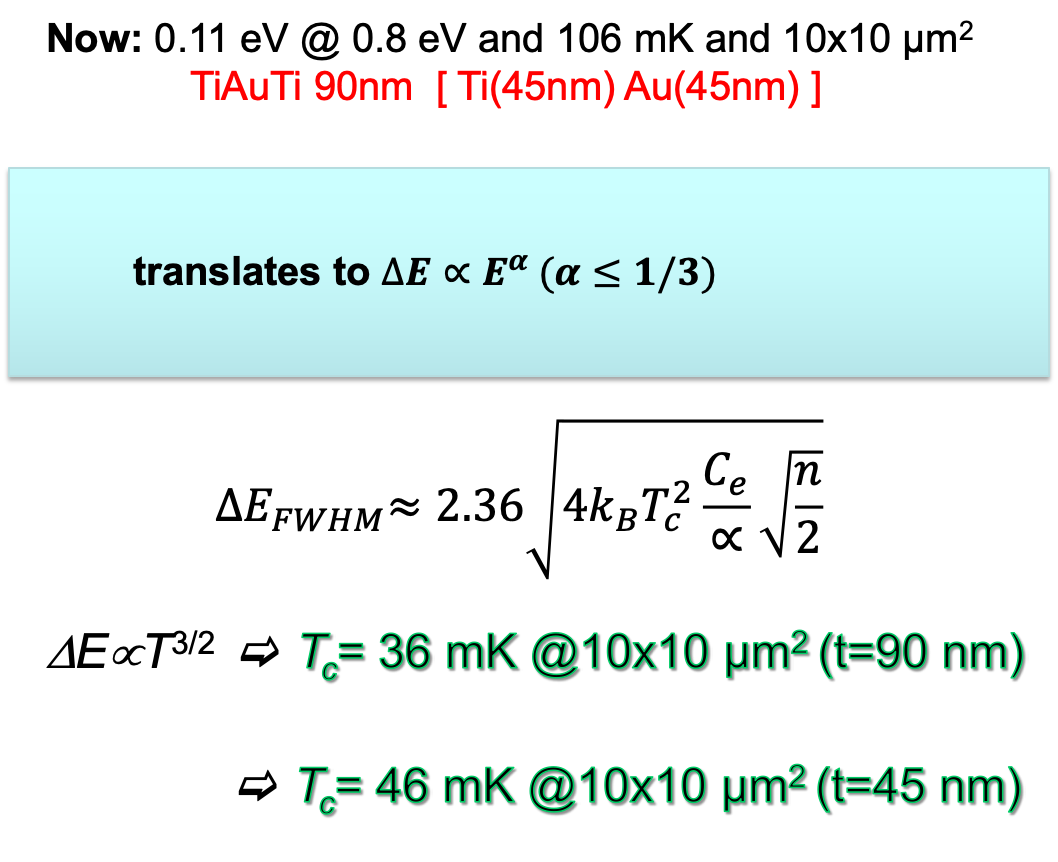 Now: 0.11 eV @ 0.8 eV and 106 mK and 10x10 µm²
TiAuTi 90nm [ Ti(45nm) Au(45nm) ]
translates to ΔE ∝ E^α (α ≤ 1/3)
ΔE_FWHM ≈ 2.36 √(4k_B T_c² (C_e/∝) √(n/2))
ΔE∝T^3/2 ⇨ T_c= 36 mK @10x10 µm² (t=90 nm)
⇨ T_c= 46 mK @10x10 µm² (t=45 nm)